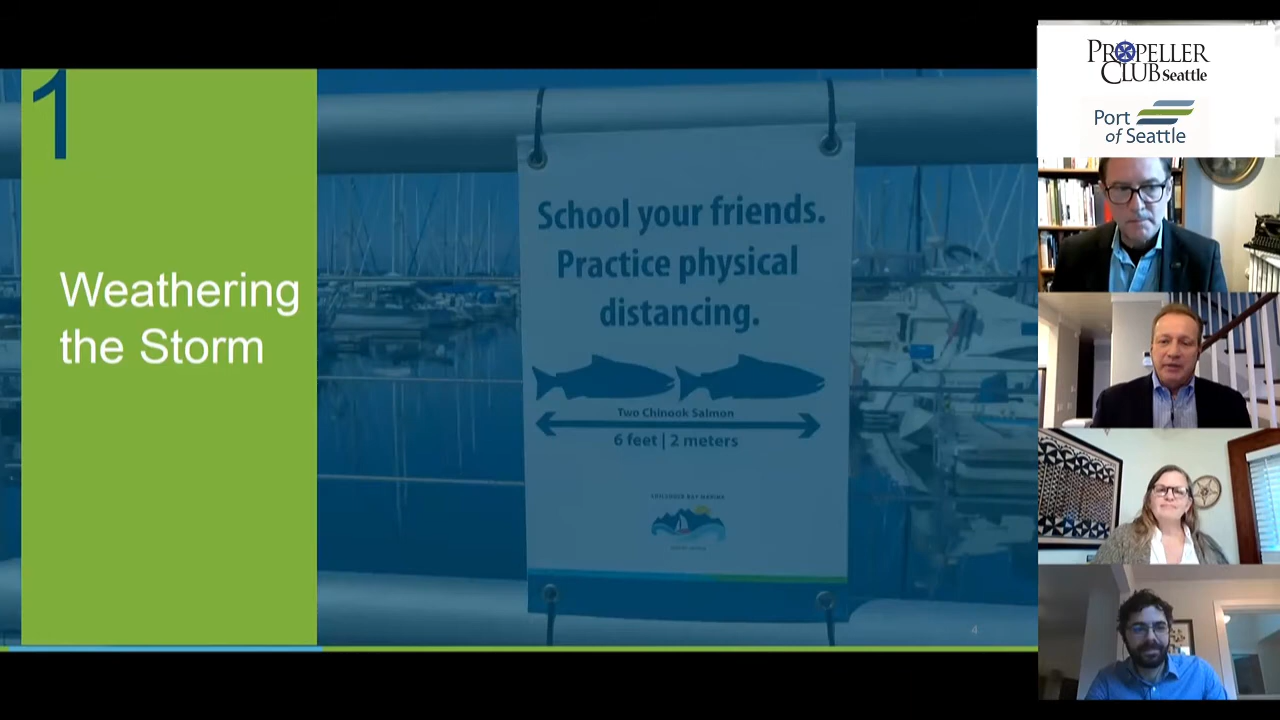 1
Weathering
the Storm
School your friends.
Practice physical
distancing.
Two Chinook Salmon
6 feet | 2 meters
4
PROPELLER
CLUB Seattle
Port
of Seattle